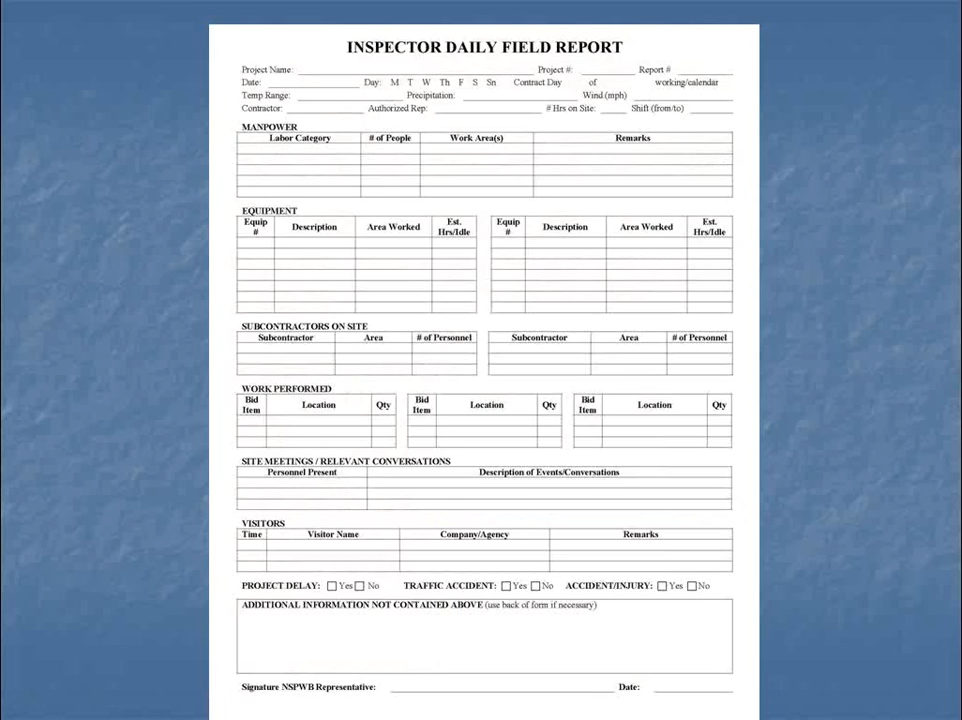 INSPECTOR DAILY FIELD REPORT
Project Name: Project #: Report #
Date: Day: M T W Th F S Sn Contract Day of working/calendar
Temp Range: Precipitation: Wind (mph)
Contractor: Authorized Rep: # Hrs on Site: Shift (from/to)
MANPOWER
Labor Category # of People Work Area(s) Remarks
EQUIPMENT
Equip # Description Area Worked Est. Hrs/Idle Equip # Description Area Worked Est. Hrs/Idle
SUBCONTRACTORS ON SITE
Subcontractor Area # of Personnel Subcontractor Area # of Personnel
WORK PERFORMED
Bid Item Location Qty Bid Item Location Qty Bid Item Location Qty
SITE MEETINGS / RELEVANT CONVERSATIONS
Personnel Present Description of Events/Conversations
VISITORS
Time Visitor Name Company/Agency Remarks
PROJECT DELAY: Yes No TRAFFIC ACCIDENT: Yes No ACCIDENT/INJURY: Yes No
ADDITIONAL INFORMATION NOT CONTAINED ABOVE (use back of form if necessary)
Signature NSPWB Representative: Date: